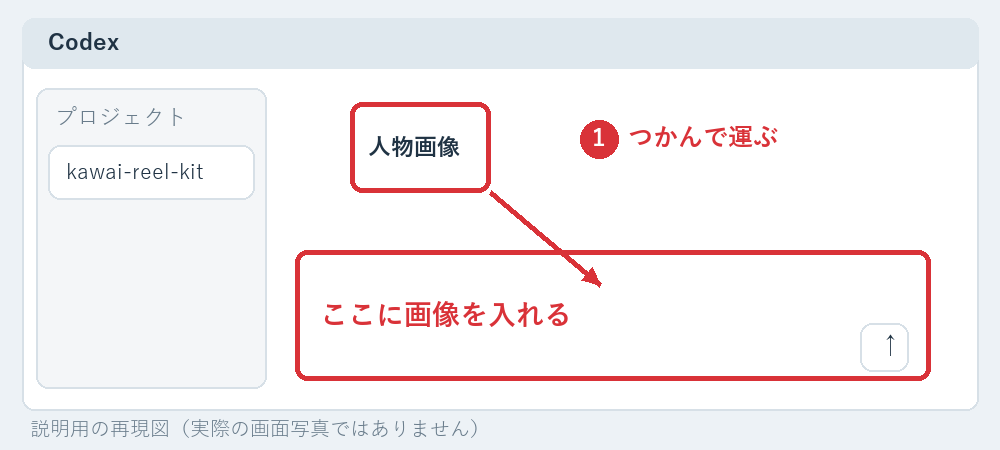 Codex
プロジェクト
kawai-reel-kit
人物画像
1 つかんで運ぶ
ここに画像を入れる
↑
説明用の再現図（実際の画面写真ではありません）